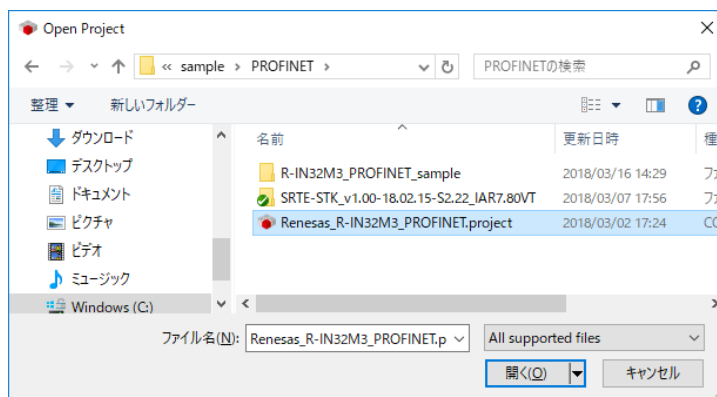 Open Project
« sample › PROFINET ›
PROFINETの検索
整理 新しいフォルダー
名前 更新日時
ダウンロード
デスクトップ
ドキュメント
ピクチャ
ビデオ
ミュージック
Windows (C:)
R-IN32M3_PROFINET_sample 2018/03/16 14:29
SRTE-STK_v1.00-18.02.15-S2.22_IAR7.80VT 2018/03/07 17:56
Renesas_R-IN32M3_PROFINET.project 2018/03/02 17:24
ファイル名(N): Renesas_R-IN32M3_PROFINET.p All supported files
開く(O) キャンセル